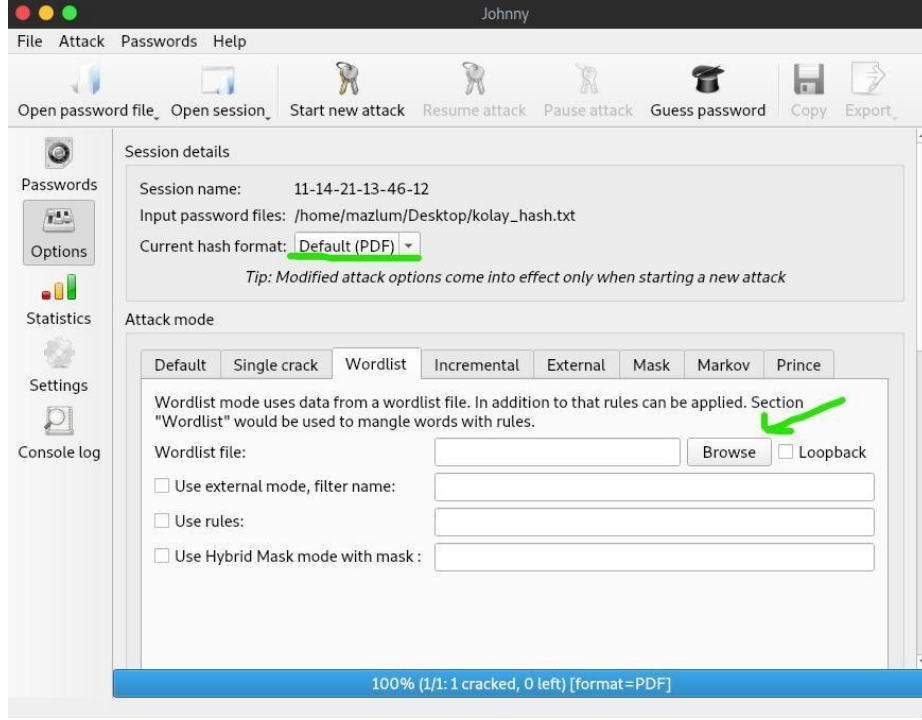 Johnny
File Attack Passwords Help
Open password file Open session Start new attack Resume attack Pause attack Guess password Copy Export
Session details
Passwords
Session name: 11-14-21-13-46-12
Input password files: /home/mazlum/Desktop/kolay_hash.txt
Options
Current hash format: Default (PDF)
Tip: Modified attack options come into effect only when starting a new attack
Statistics
Attack mode
Default Single crack Wordlist Incremental External Mask Markov Prince
Settings
Wordlist mode uses data from a wordlist file. In addition to that rules can be applied. Section
"Wordlist" would be used to mangle words with rules.
Console log
Wordlist file: Browse Loopback
Use external mode, filter name:
Use rules:
Use Hybrid Mask mode with mask :
100% (1/1: 1 cracked, 0 left) [format=PDF]